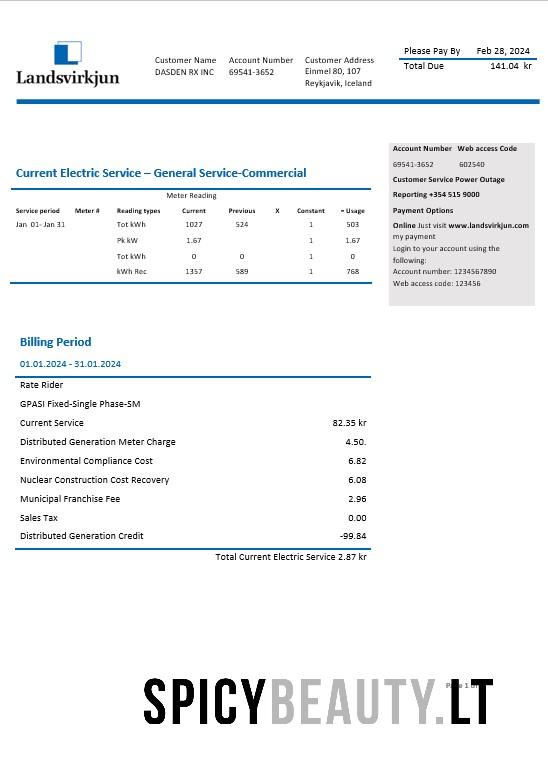 Landsvirkjun
Customer Name Account Number Customer Address
DASDEN RX INC 69541-3652 Einmel 80, 107
Reykjavik, Iceland
Please Pay By Feb 28, 2024
Total Due 141.04 kr
Current Electric Service – General Service-Commercial
Meter Reading
Service period Meter # Reading types Current Previous X Constant = Usage
Jan 01- Jan 31 Tot kWh 1027 524 1 503
Pk kW 1.67 1 1.67
Tot kWh 0 0 1 0
kWh Rec 1357 589 1 768
Account Number Web access Code
69541-3652 602540
Customer Service Power Outage
Reporting +354 515 9000
Payment Options
Online Just visit www.landsvirkjun.com
my payment
Login to your account using the
following:
Account number: 1234567890
Web access code: 123456
Billing Period
01.01.2024 - 31.01.2024
Rate Rider
GPASI Fixed-Single Phase-SM
Current Service 82.35 kr
Distributed Generation Meter Charge 4.50.
Environmental Compliance Cost 6.82
Nuclear Construction Cost Recovery 6.08
Municipal Franchise Fee 2.96
Sales Tax 0.00
Distributed Generation Credit -99.84
Total Current Electric Service 2.87 kr
SPICYBEAUTY.LT